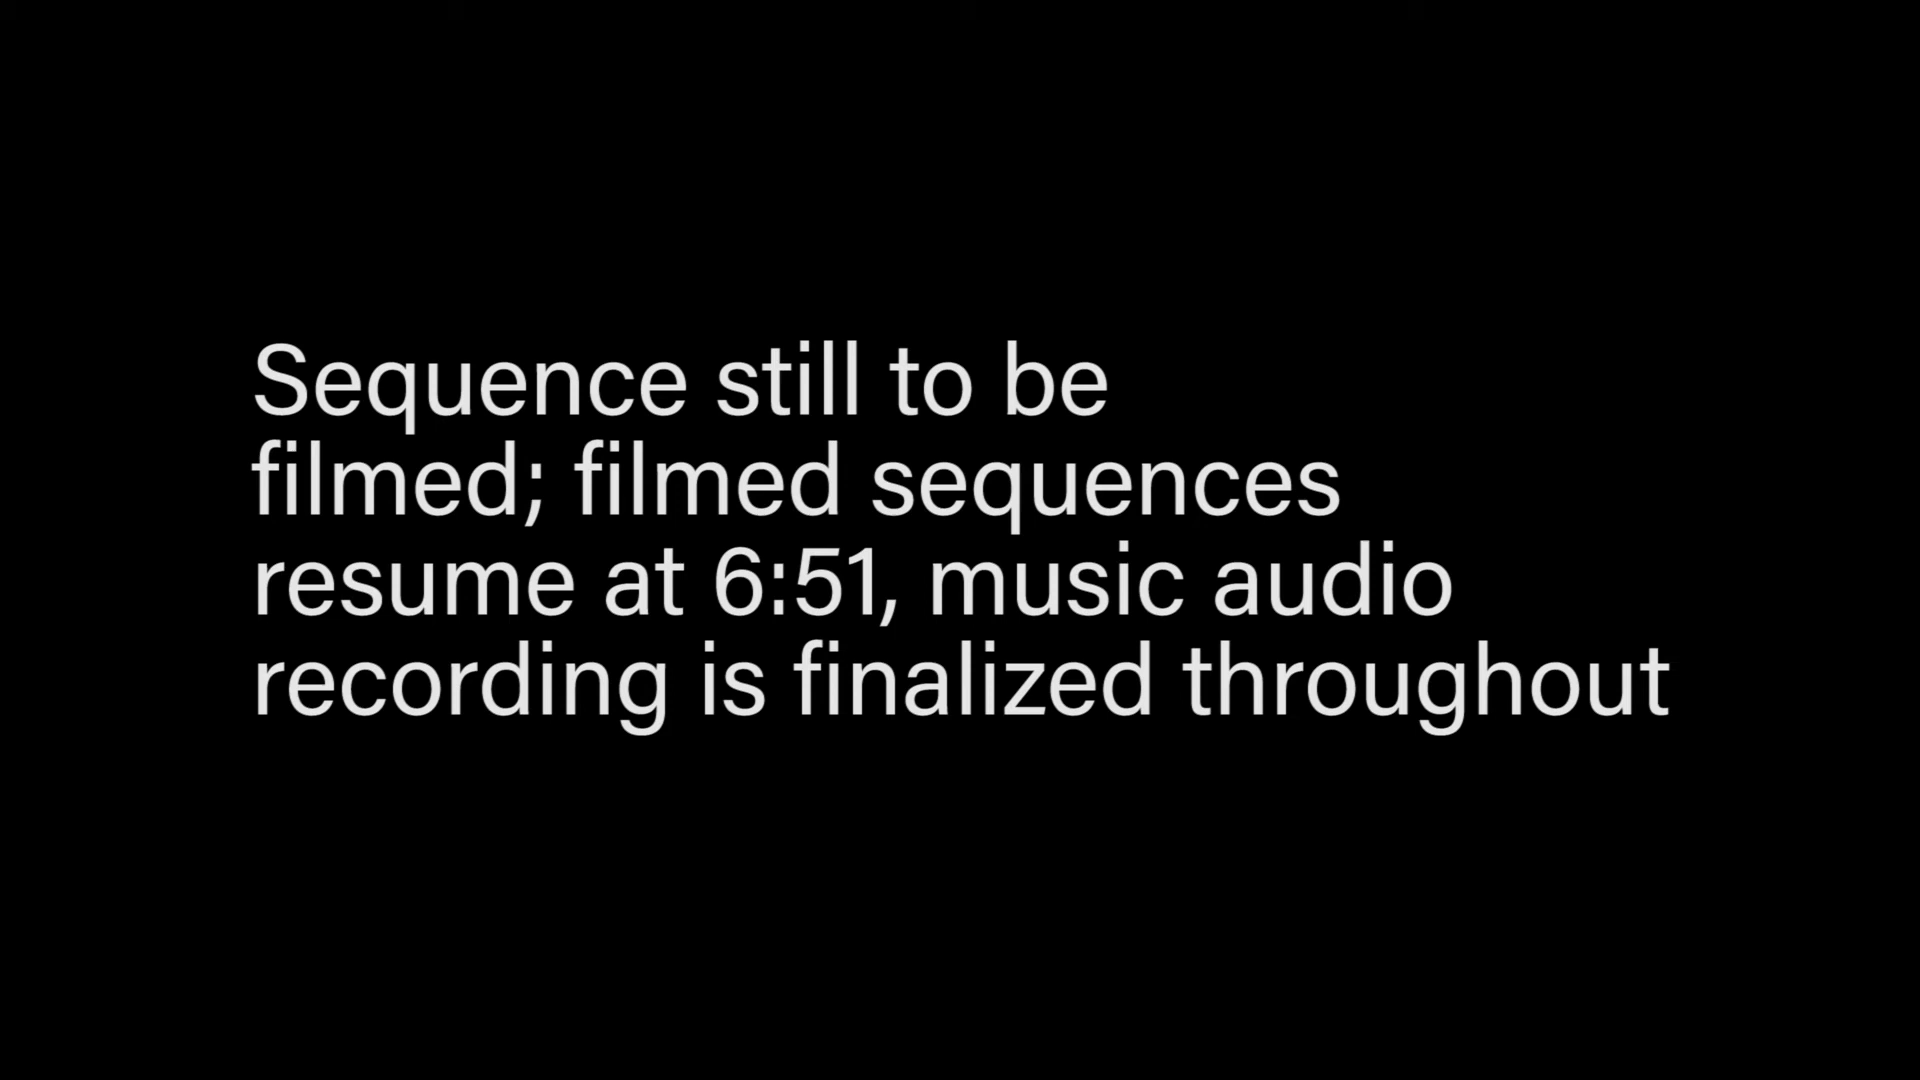 Sequence still to be
filmed; filmed sequences
resume at 6:51, music audio
recording is finalized throughout